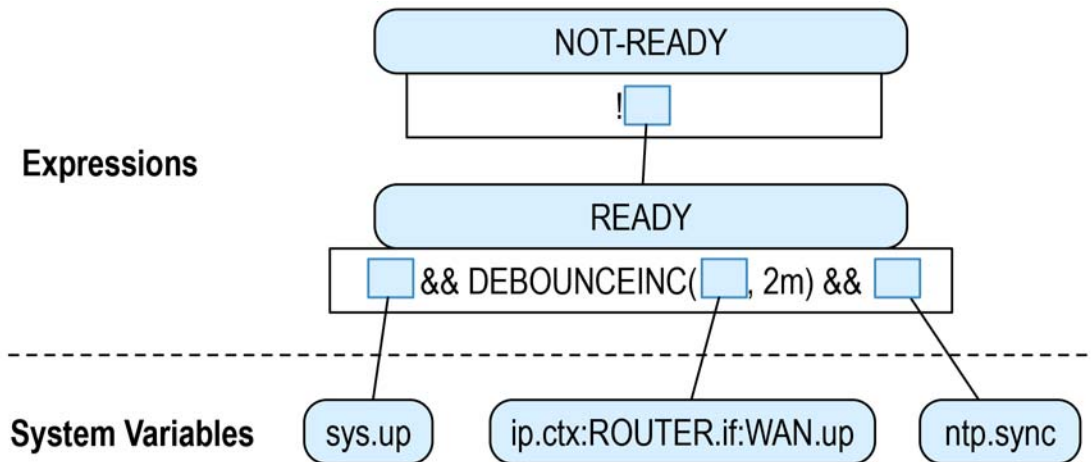 NOT-READY
!
Expressions
READY
&& DEBOUNCEINC( , 2m) &&
System Variables sys.up ip.ctx:ROUTER.if:WAN.up ntp.sync